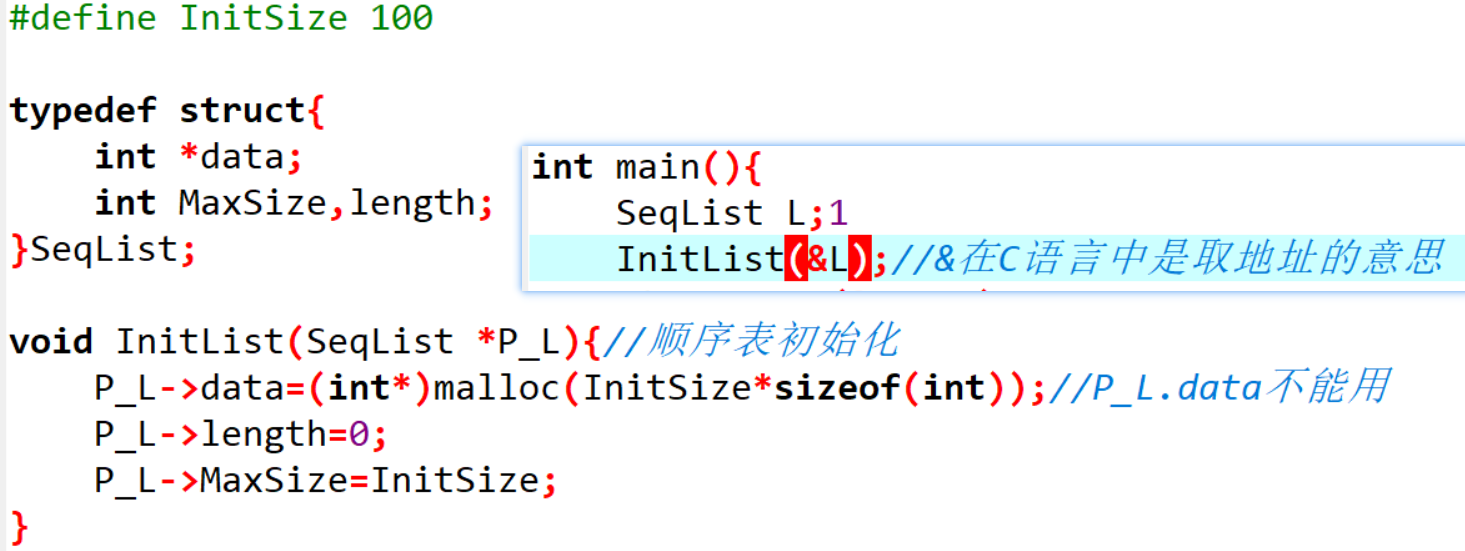 #define InitSize 100
typedef struct{
    int *data;
    int MaxSize,length;
}SeqList;
int main(){
    SeqList L;1
    InitList(&L);//&在C语言中是取地址的意思
void InitList(SeqList *P_L){//顺序表初始化
    P_L->data=(int*)malloc(InitSize*sizeof(int));//P_L.data不能用
    P_L->length=0;
    P_L->MaxSize=InitSize;
}